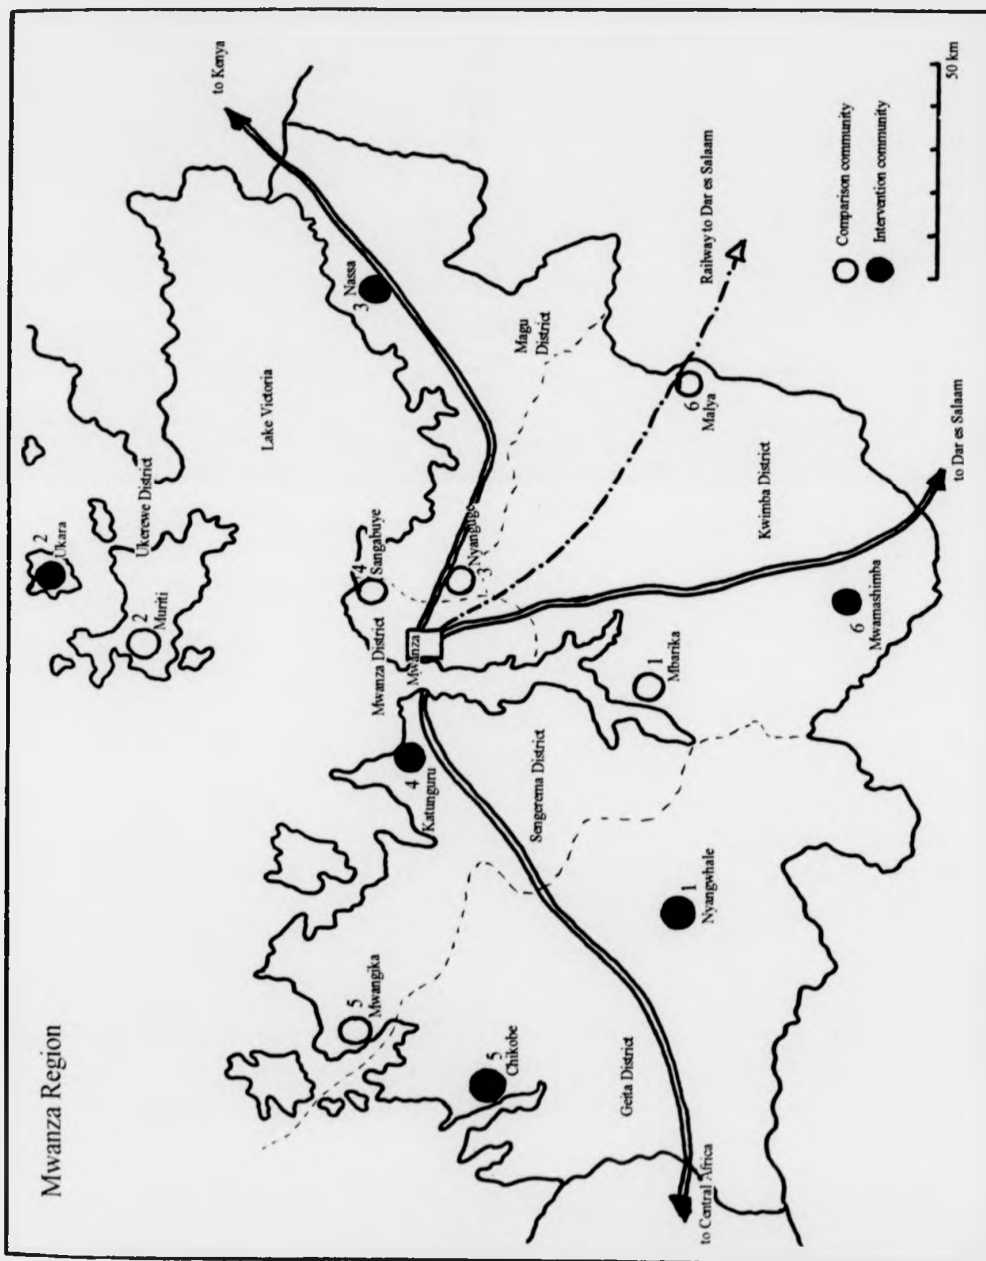 Mwanza Region
to Kenya
2
Ukara
Ukerewe District
2
Muriti
Lake Victoria
3
Nassa
4
Sangabuye
Mwanza District
Mwanza
Nyanguge
3
Magu
District
Railway to Dar es Salaam
4
Katunguru
5
Mwangika
5
Chikobe
Sengerema District
1
Mbarika
6
Malya
Kwimba District
1
Nyangwhale
6
Mwamashimba
Geita District
to Central Africa
to Dar es Salaam
Comparison community
Intervention community
50 km